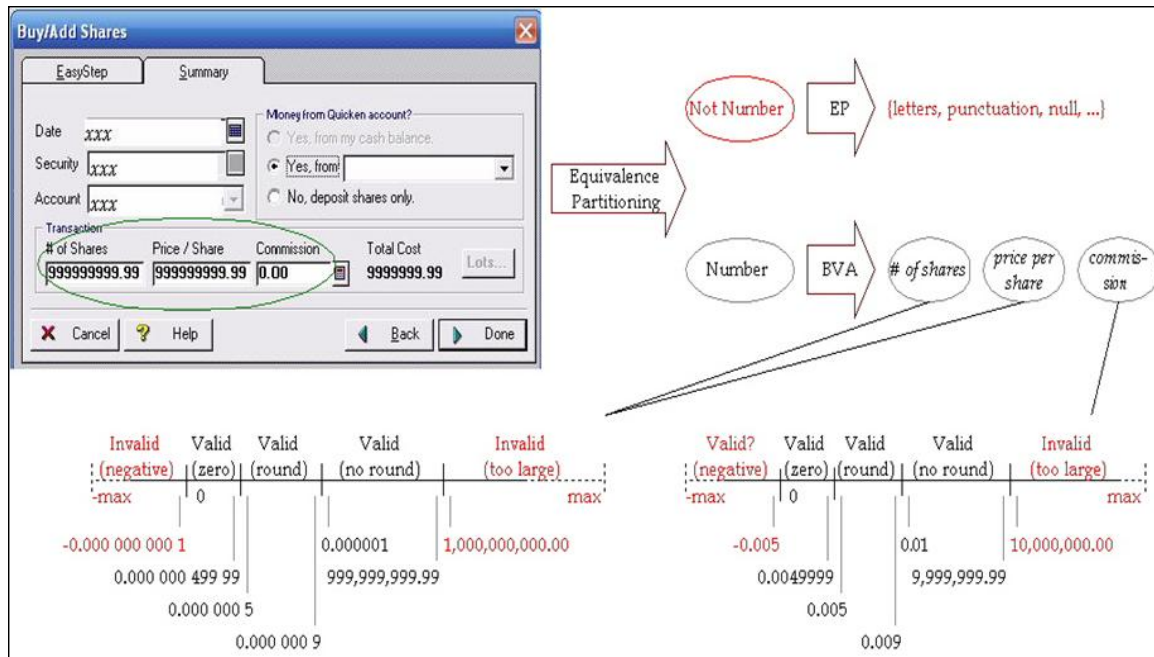 Buy/Add Shares
EasyStep
Summary
Date
xxx
Security
xxx
Account
xxx
Money from Quicken account?
Yes, from my cash balance.
Yes, from!
No, deposit shares only.
Transaction
# of Shares
Price / Share
Commission
Total Cost
999999999.99
999999999.99
0.00
9999999.99
Lots...
Cancel
Help
Back
Done
Equivalence
Partitioning
Not Number
EP
{letters, punctuation, null, ...}
Number
BVA
# of shares
price per
share
commis-
sion
Invalid
(negative)
Valid
(zero)
Valid
(round)
Valid
(no round)
Invalid
(too large)
-max
0
max
-0.000 000 000 1
0.000001
1,000,000,000.00
0.000 000 499 99
999,999,999.99
0.000 000 5
0.000 000 9
Valid?
(negative)
Valid
(zero)
Valid
(round)
Valid
(no round)
Invalid
(too large)
-max
0
max
-0.005
0.01
10,000,000.00
0.0049999
9,999,999.99
0.005
0.009